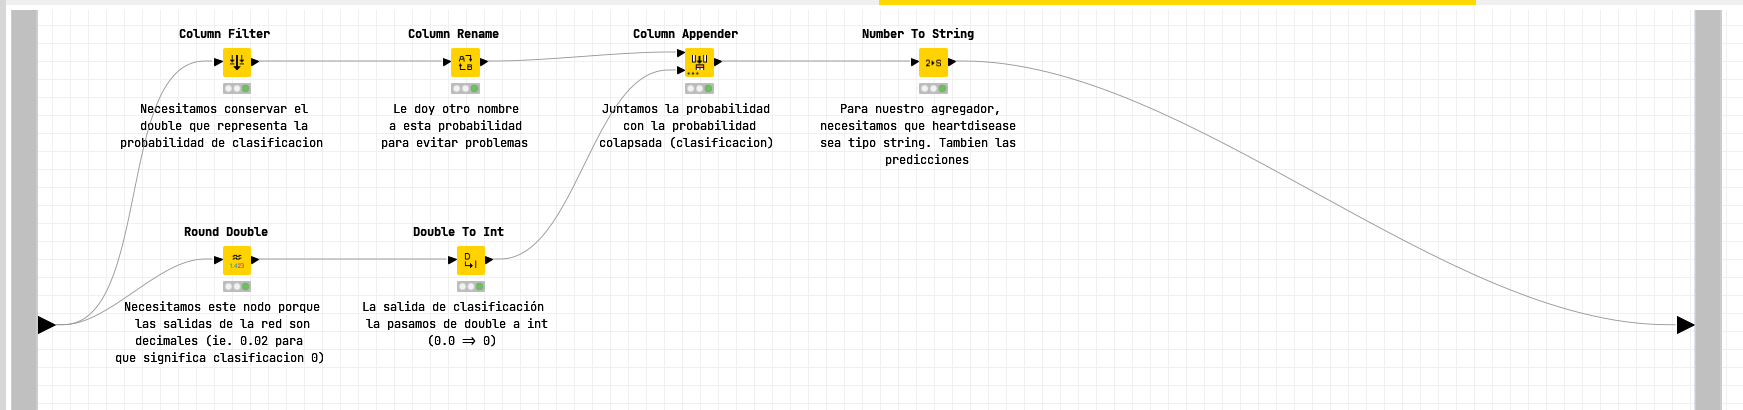 Column Filter
Necesitamos conservar el
double que representa la
probabilidad de clasificacion
Column Rename
A
B
Le doy otro nombre
a esta probabilidad
para evitar problemas
Column Appender
Juntamos la probabilidad
con la probabilidad
colapsada (clasificacion)
Number To String
2 S
Para nuestro agregador,
necesitamos que heartdisease
sea tipo string. Tambien las
predicciones
Round Double
≈
1.423
Necesitamos este nodo porque
las salidas de la red son
decimales (ie. 0.02 para
que significa clasificacion 0)
Double To Int
D
I
La salida de clasificación
la pasamos de double a int
(0.0 => 0)